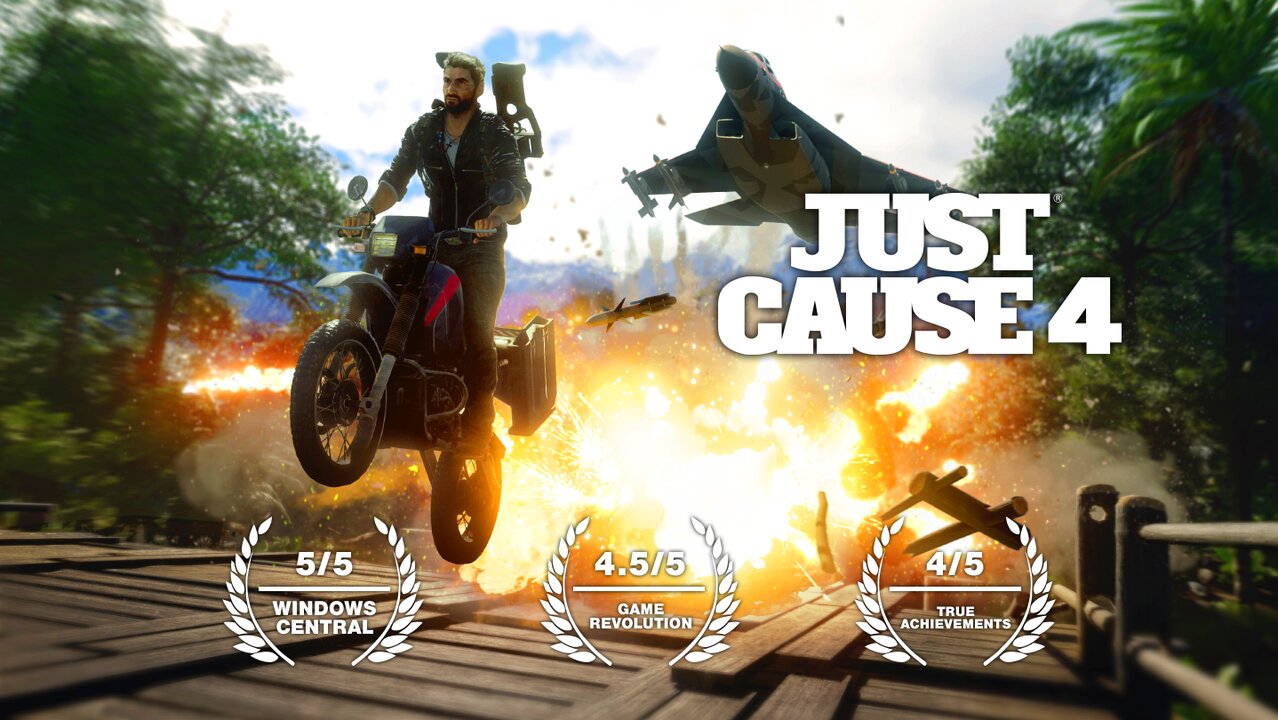 JUST®
CAUSE 4
5/5
WINDOWS
CENTRAL
4.5/5
GAME
REVOLUTION
4/5
TRUE
ACHIEVEMENTS